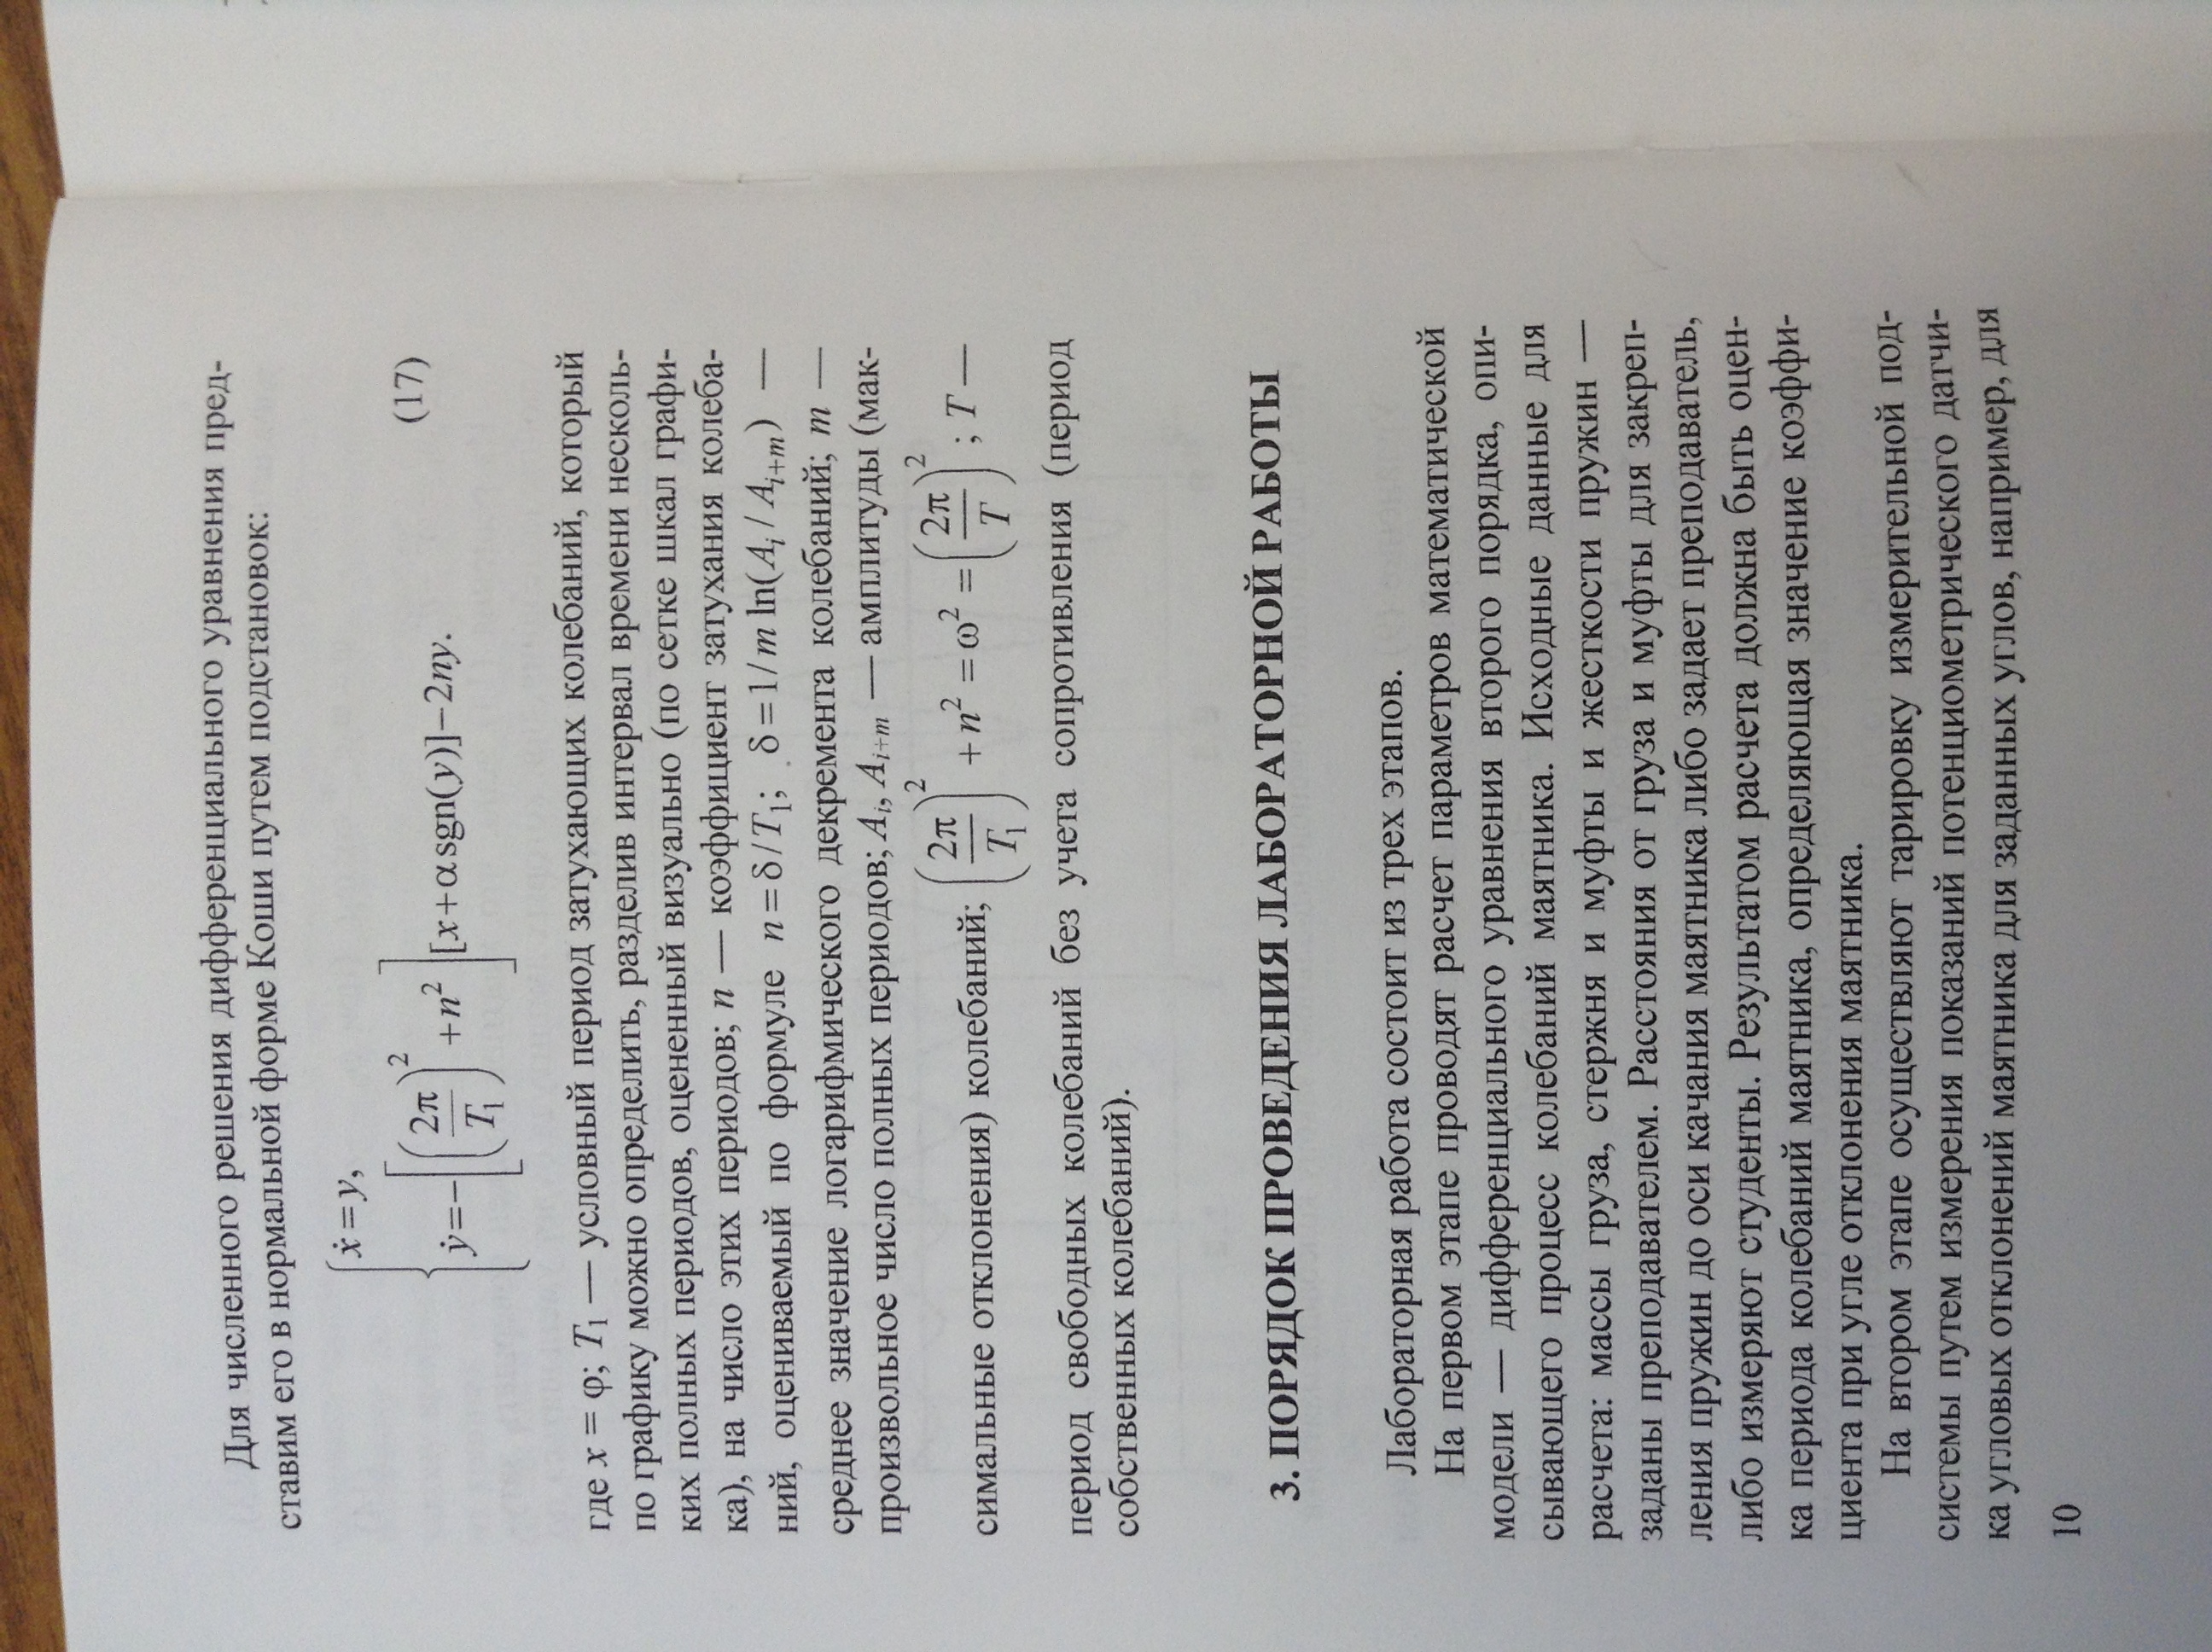 Для численного решения дифференциального уравнения пред-
ставим его в нормальной форме Коши путем подстановок:
ẋ=y,
ẏ=−[(2π/T₁)²+n²][x+α sgn(y)]−2ny.
(17)
где x = φ; T₁ — условный период затухающих колебаний, который
по графику можно определить, разделив интервал времени несколь-
ких полных периодов, оцененный визуально (по сетке шкал графи-
ка), на число этих периодов; n — коэффициент затухания колеба-
ний, оцениваемый по формуле n=δ/T₁; δ=1/m ln(Aᵢ/Aᵢ₊ₘ) —
среднее значение логарифмического декремента колебаний; m —
произвольное число полных периодов; Aᵢ, Aᵢ₊ₘ — амплитуды (мак-
симальные отклонения) колебаний; (2π/T₁)²+n²=ω²=(2π/T)²; T —
период свободных колебаний без учета сопротивления (период
собственных колебаний).
3. ПОРЯДОК ПРОВЕДЕНИЯ ЛАБОРАТОРНОЙ РАБОТЫ
Лабораторная работа состоит из трех этапов.
На первом этапе проводят расчет параметров математической
модели — дифференциального уравнения второго порядка, опи-
сывающего процесс колебаний маятника. Исходные данные для
расчета: массы груза, стержня и муфты и жесткости пружин —
заданы преподавателем. Расстояния от груза и муфты для закреп-
ления пружин до оси качания маятника либо задает преподаватель,
либо измеряют студенты. Результатом расчета должна быть оцен-
ка периода колебаний маятника, определяющая значение коэффи-
циента при угле отклонения маятника.
На втором этапе осуществляют тарировку измерительной под-
системы путем измерения показаний потенциометрического датчи-
ка угловых отклонений маятника для заданных углов, например, для
10